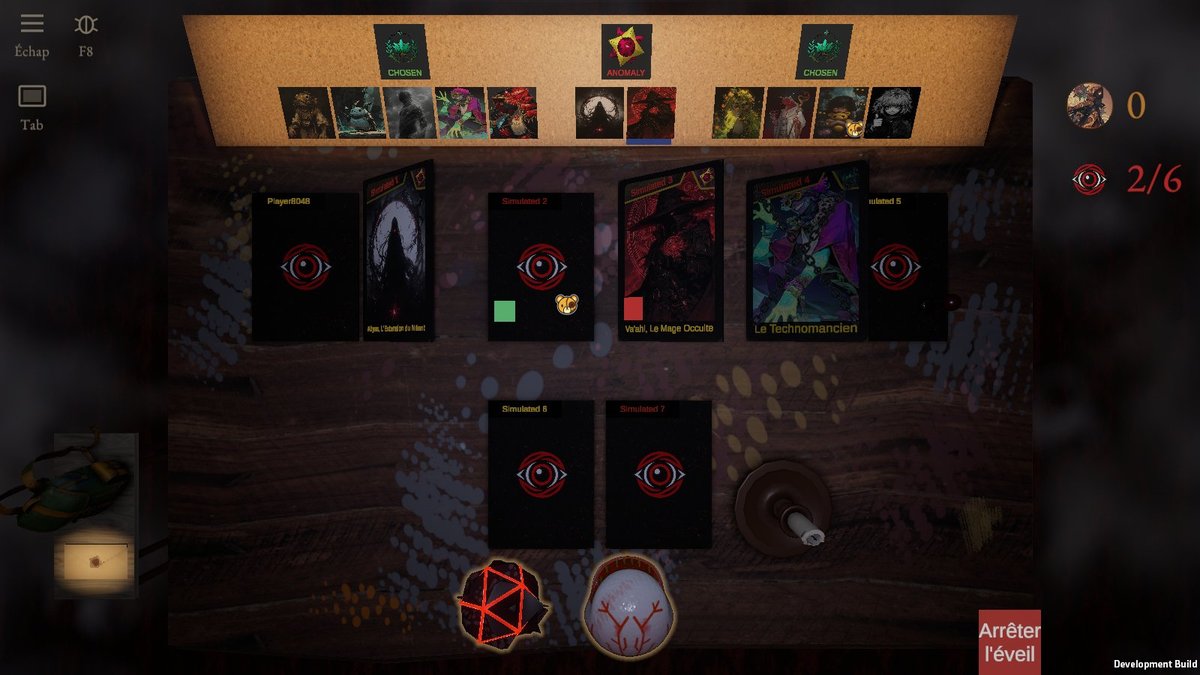 Échap
F8
Tab
CHOSEN
ANOMALY
CHOSEN
0
2/6
Player8048
Simulated 1
Simulated 2
Simulated 3
Simulated 4
ulated 5
Va'ahl, Le Mage Occulte
Le Technomancien
Simulated 6
Simulated 7
Arrêter
l'éveil
Development Build